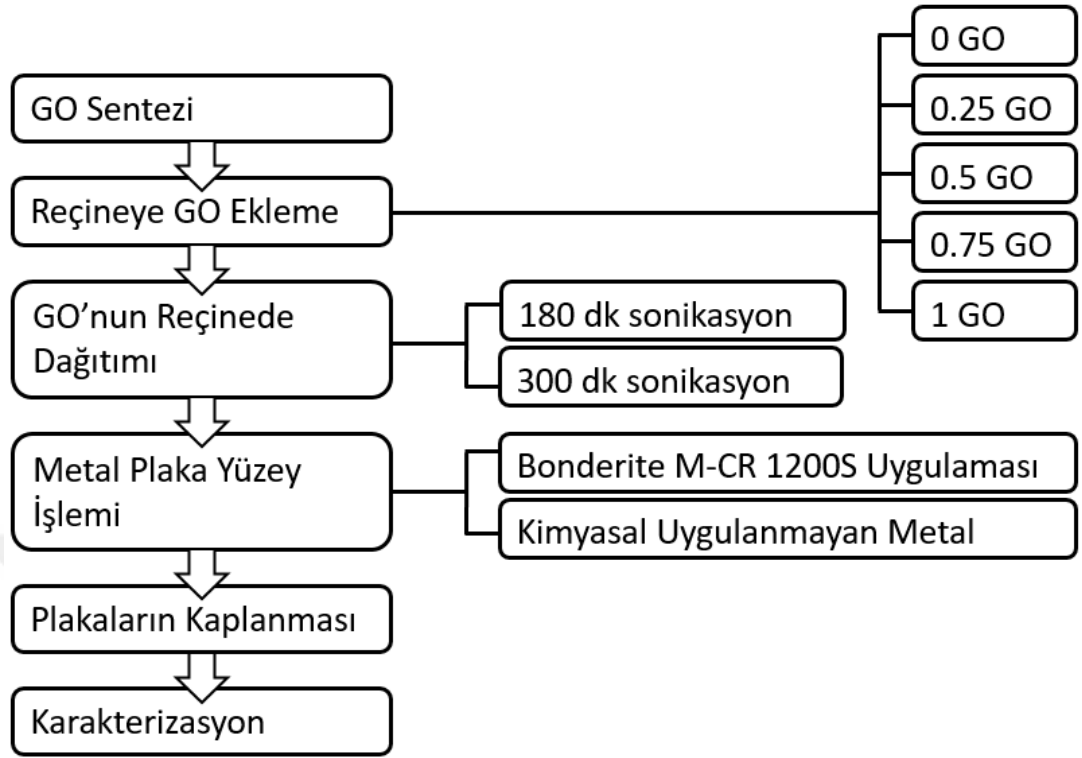 GO Sentezi
Reçineye GO Ekleme
0 GO
0.25 GO
0.5 GO
0.75 GO
1 GO
GO’nun Reçinede
Dağıtımı
180 dk sonikasyon
300 dk sonikasyon
Metal Plaka Yüzey
İşlemi
Bonderite M-CR 1200S Uygulaması
Kimyasal Uygulanmayan Metal
Plakaların Kaplanması
Karakterizasyon